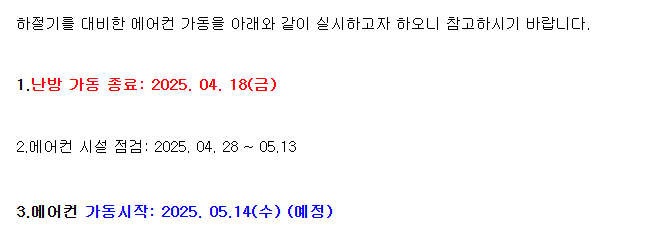 하절기를 대비한 에어컨 가동을 아래와 같이 실시하고자 하오니 참고하시기 바랍니다.
1.난방 가동 종료: 2025. 04. 18(금)
2.에어컨 시설 점검: 2025. 04. 28 ~ 05.13
3.에어컨 가동시작: 2025. 05.14(수) (예정)